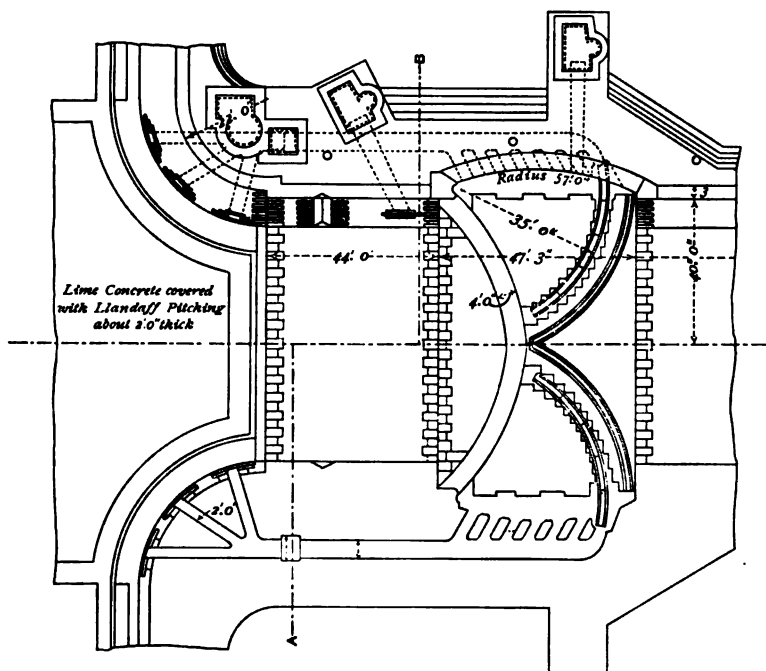 B
Radius 57'.0"
35'. 0"
3
44'. 0"
47'. 3"
40'. 0"
4'.0"
Lime Concrete covered
with Llandaff Pitching
about 2'.0" thick
2'.0"
A